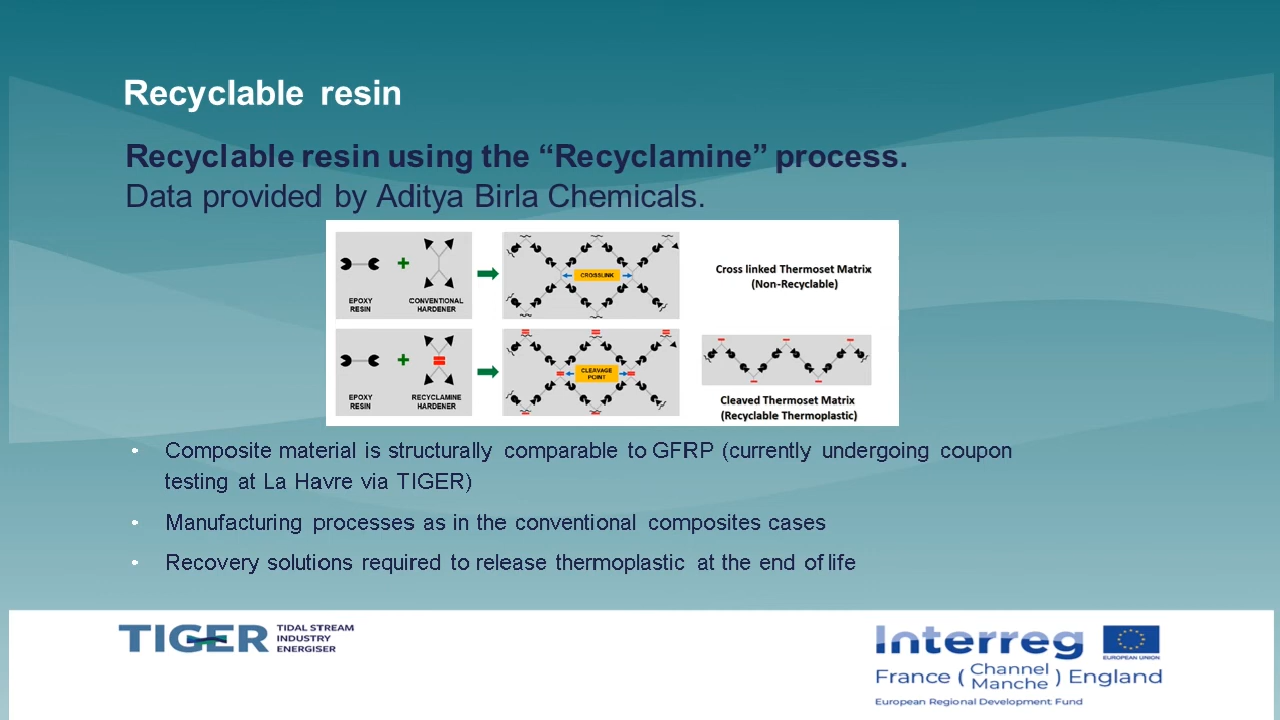 Recyclable resin
Recyclable resin using the “Recyclamine” process.
Data provided by Aditya Birla Chemicals.
EPOXY
RESIN
+
CONVENTIONAL
HARDENER
CROSSLINK
Cross linked Thermoset Matrix
(Non-Recyclable)
EPOXY
RESIN
+
RECYCLAMINE
HARDENER
CLEAVAGE
POINT
Cleaved Thermoset Matrix
(Recyclable Thermoplastic)
• Composite material is structurally comparable to GFRP (currently undergoing coupon
testing at La Havre via TIGER)
• Manufacturing processes as in the conventional composites cases
• Recovery solutions required to release thermoplastic at the end of life
TIGER
TIDAL STREAM
INDUSTRY
ENERGISER
Interreg
EUROPEAN UNION
France ( Channel Manche ) England
European Regional Development Fund